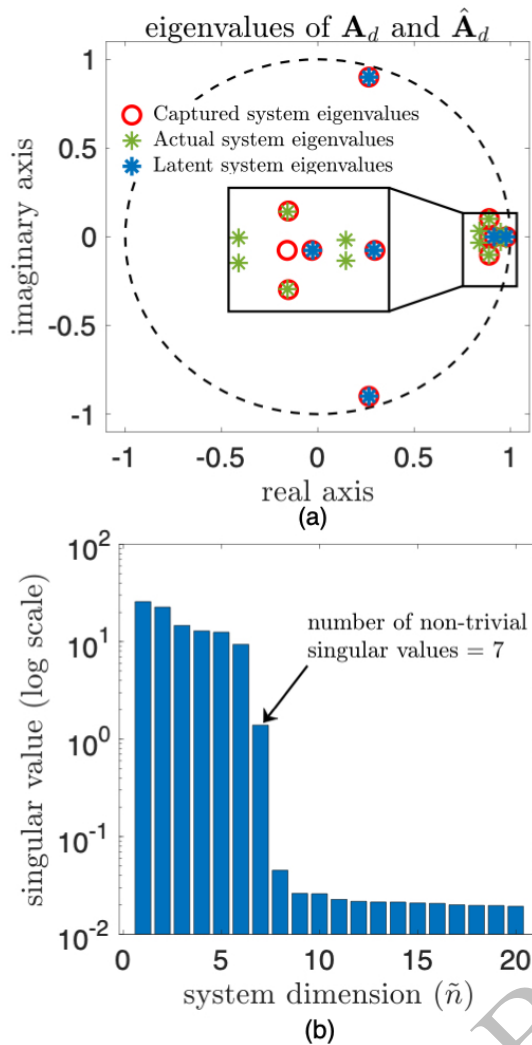 eigenvalues of A_d and Â_d
Captured system eigenvalues
Actual system eigenvalues
Latent system eigenvalues
imaginary axis
1
0.5
0
-0.5
-1
-1 -0.5 0 0.5 1
real axis
(a)
singular value (log scale)
10^2
10^1
10^0
10^-1
10^-2
number of non-trivial
singular values = 7
0 5 10 15 20
system dimension (ñ)
(b)